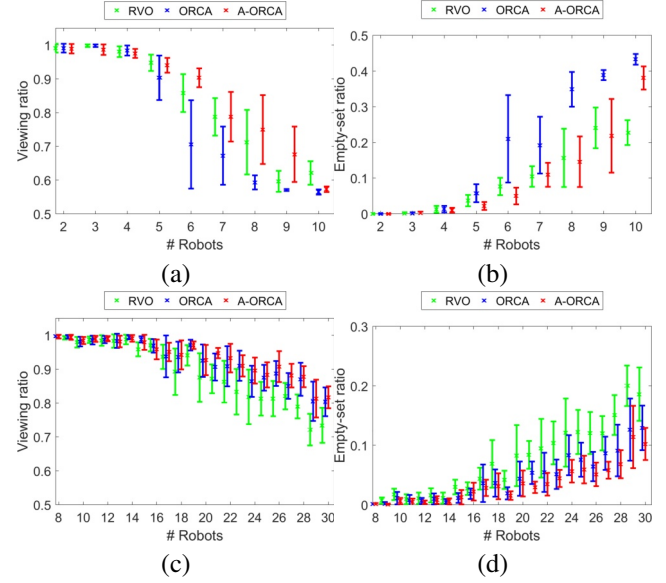 RVO ORCA A-ORCA
RVO ORCA A-ORCA
1
0.9
0.8
0.7
0.6
0.5
Viewing ratio
2 3 4 5 6 7 8 9 10
# Robots
0.5
0.4
0.3
0.2
0.1
0
Empty-set ratio
2 3 4 5 6 7 8 9 10
# Robots
(a)
(b)
RVO ORCA A-ORCA
RVO ORCA A-ORCA
1
0.9
0.8
0.7
0.6
0.5
Viewing ratio
8 10 12 14 16 18 20 22 24 26 28 30
# Robots
0.3
0.2
0.1
0
Empty-set ratio
8 10 12 14 16 18 20 22 24 26 28 30
# Robots
(c)
(d)